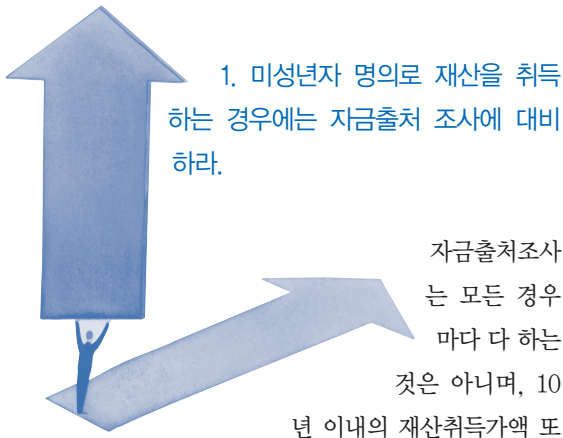 1. 미성년자 명의로 재산을 취득
하는 경우에는 자금출처 조사에 대비
하라.
자금출처조사
는 모든 경우
마다 다 하는
것은 아니며, 10
년 이내의 재산취득가액 또